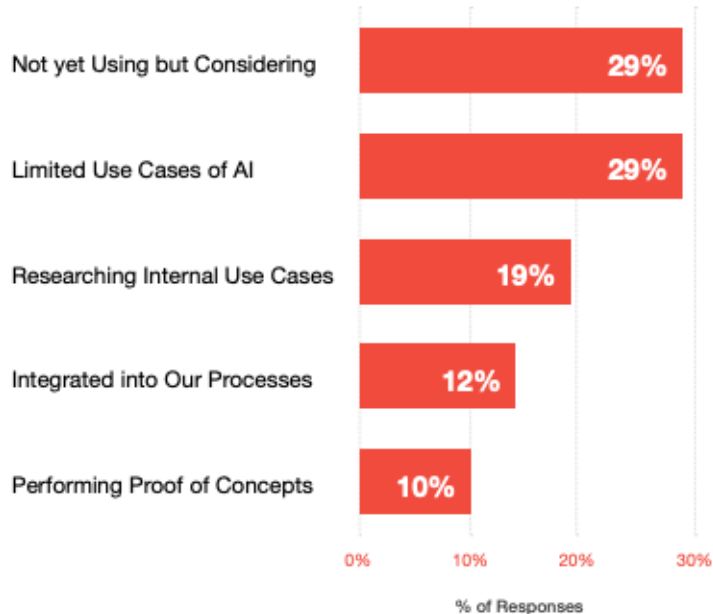 Not yet Using but Considering
29%
Limited Use Cases of AI
29%
Researching Internal Use Cases
19%
Integrated into Our Processes
12%
Performing Proof of Concepts
10%
0% 10% 20% 30%
% of Responses